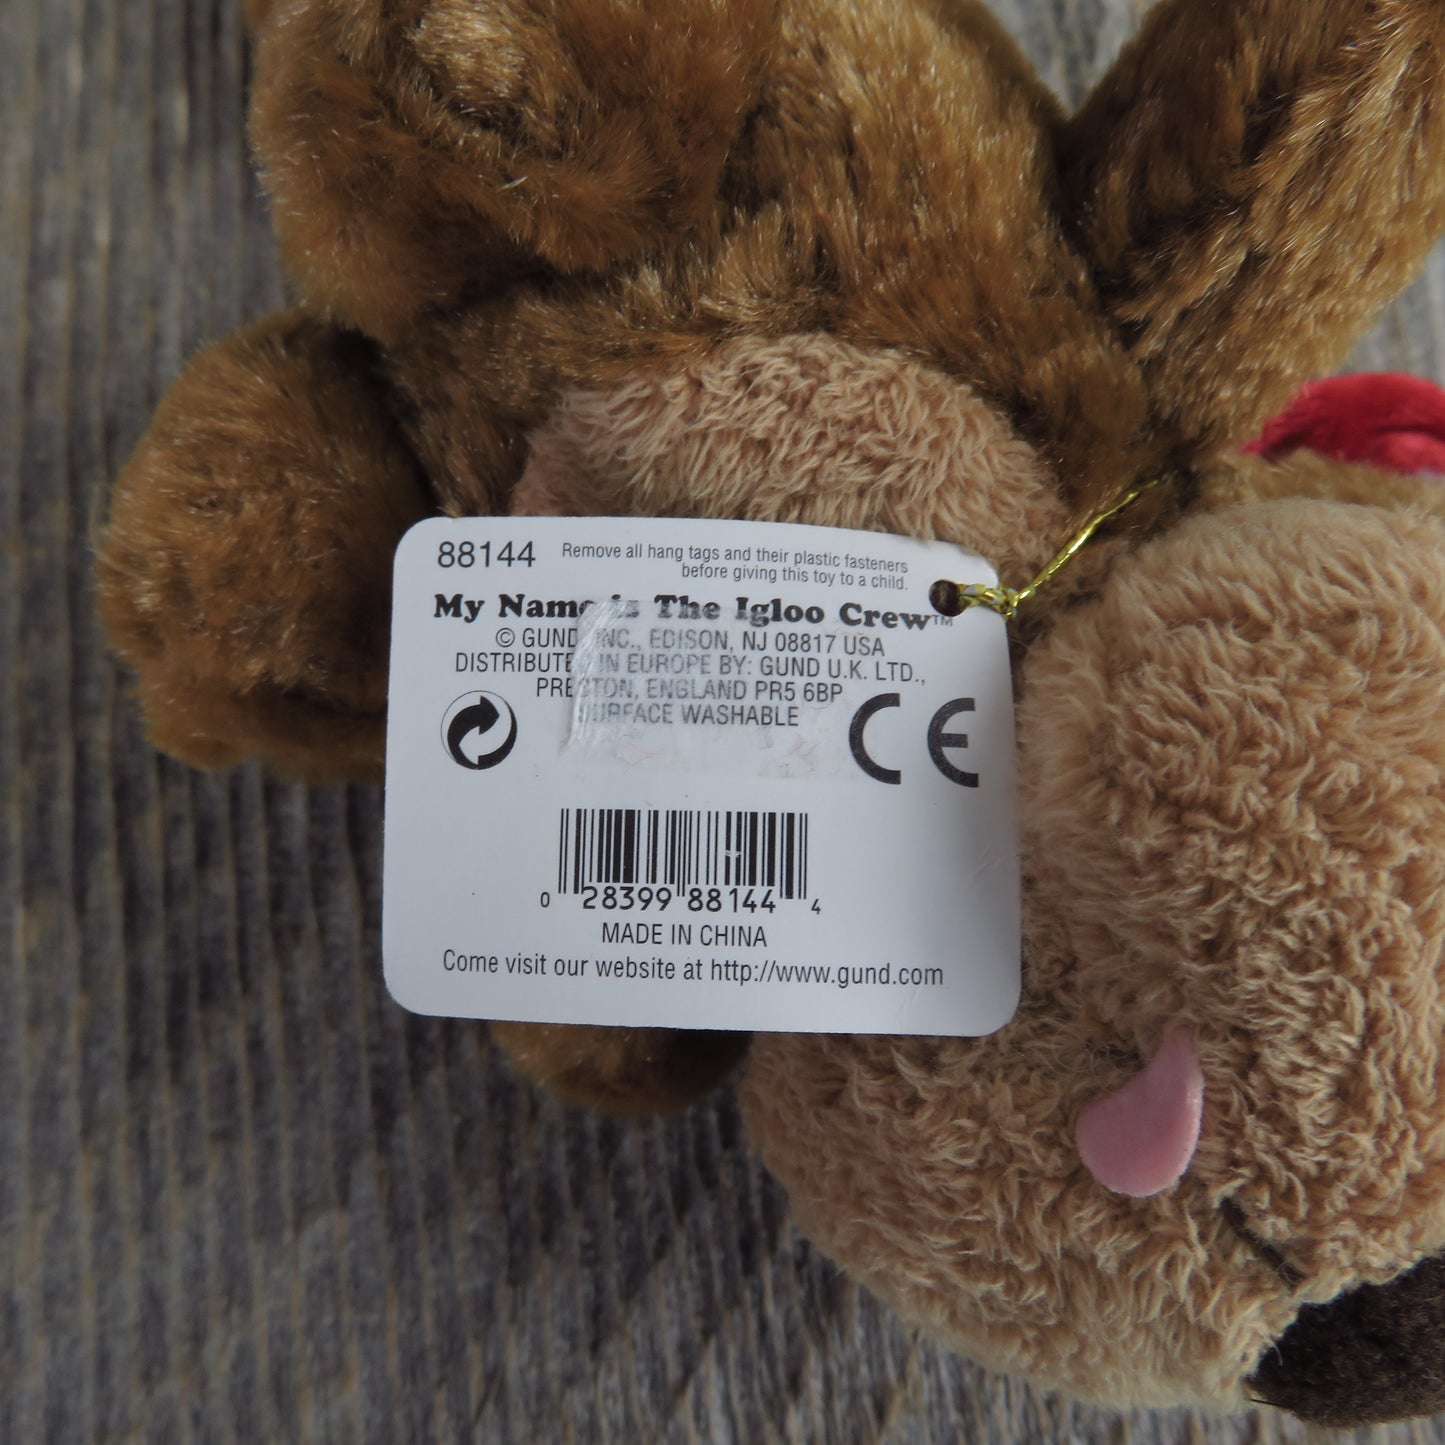 88144
Remove all hang tags and their plastic fasteners
before giving this toy to a child.
My Name is The Igloo Crew™
© GUND INC., EDISON, NJ 08817 USA
DISTRIBUTED IN EUROPE BY: GUND U.K. LTD.,
PRESTON, ENGLAND PR5 6BP
SURFACE WASHABLE
CE
0 28399 88144 4
MADE IN CHINA
Come visit our website at http://www.gund.com